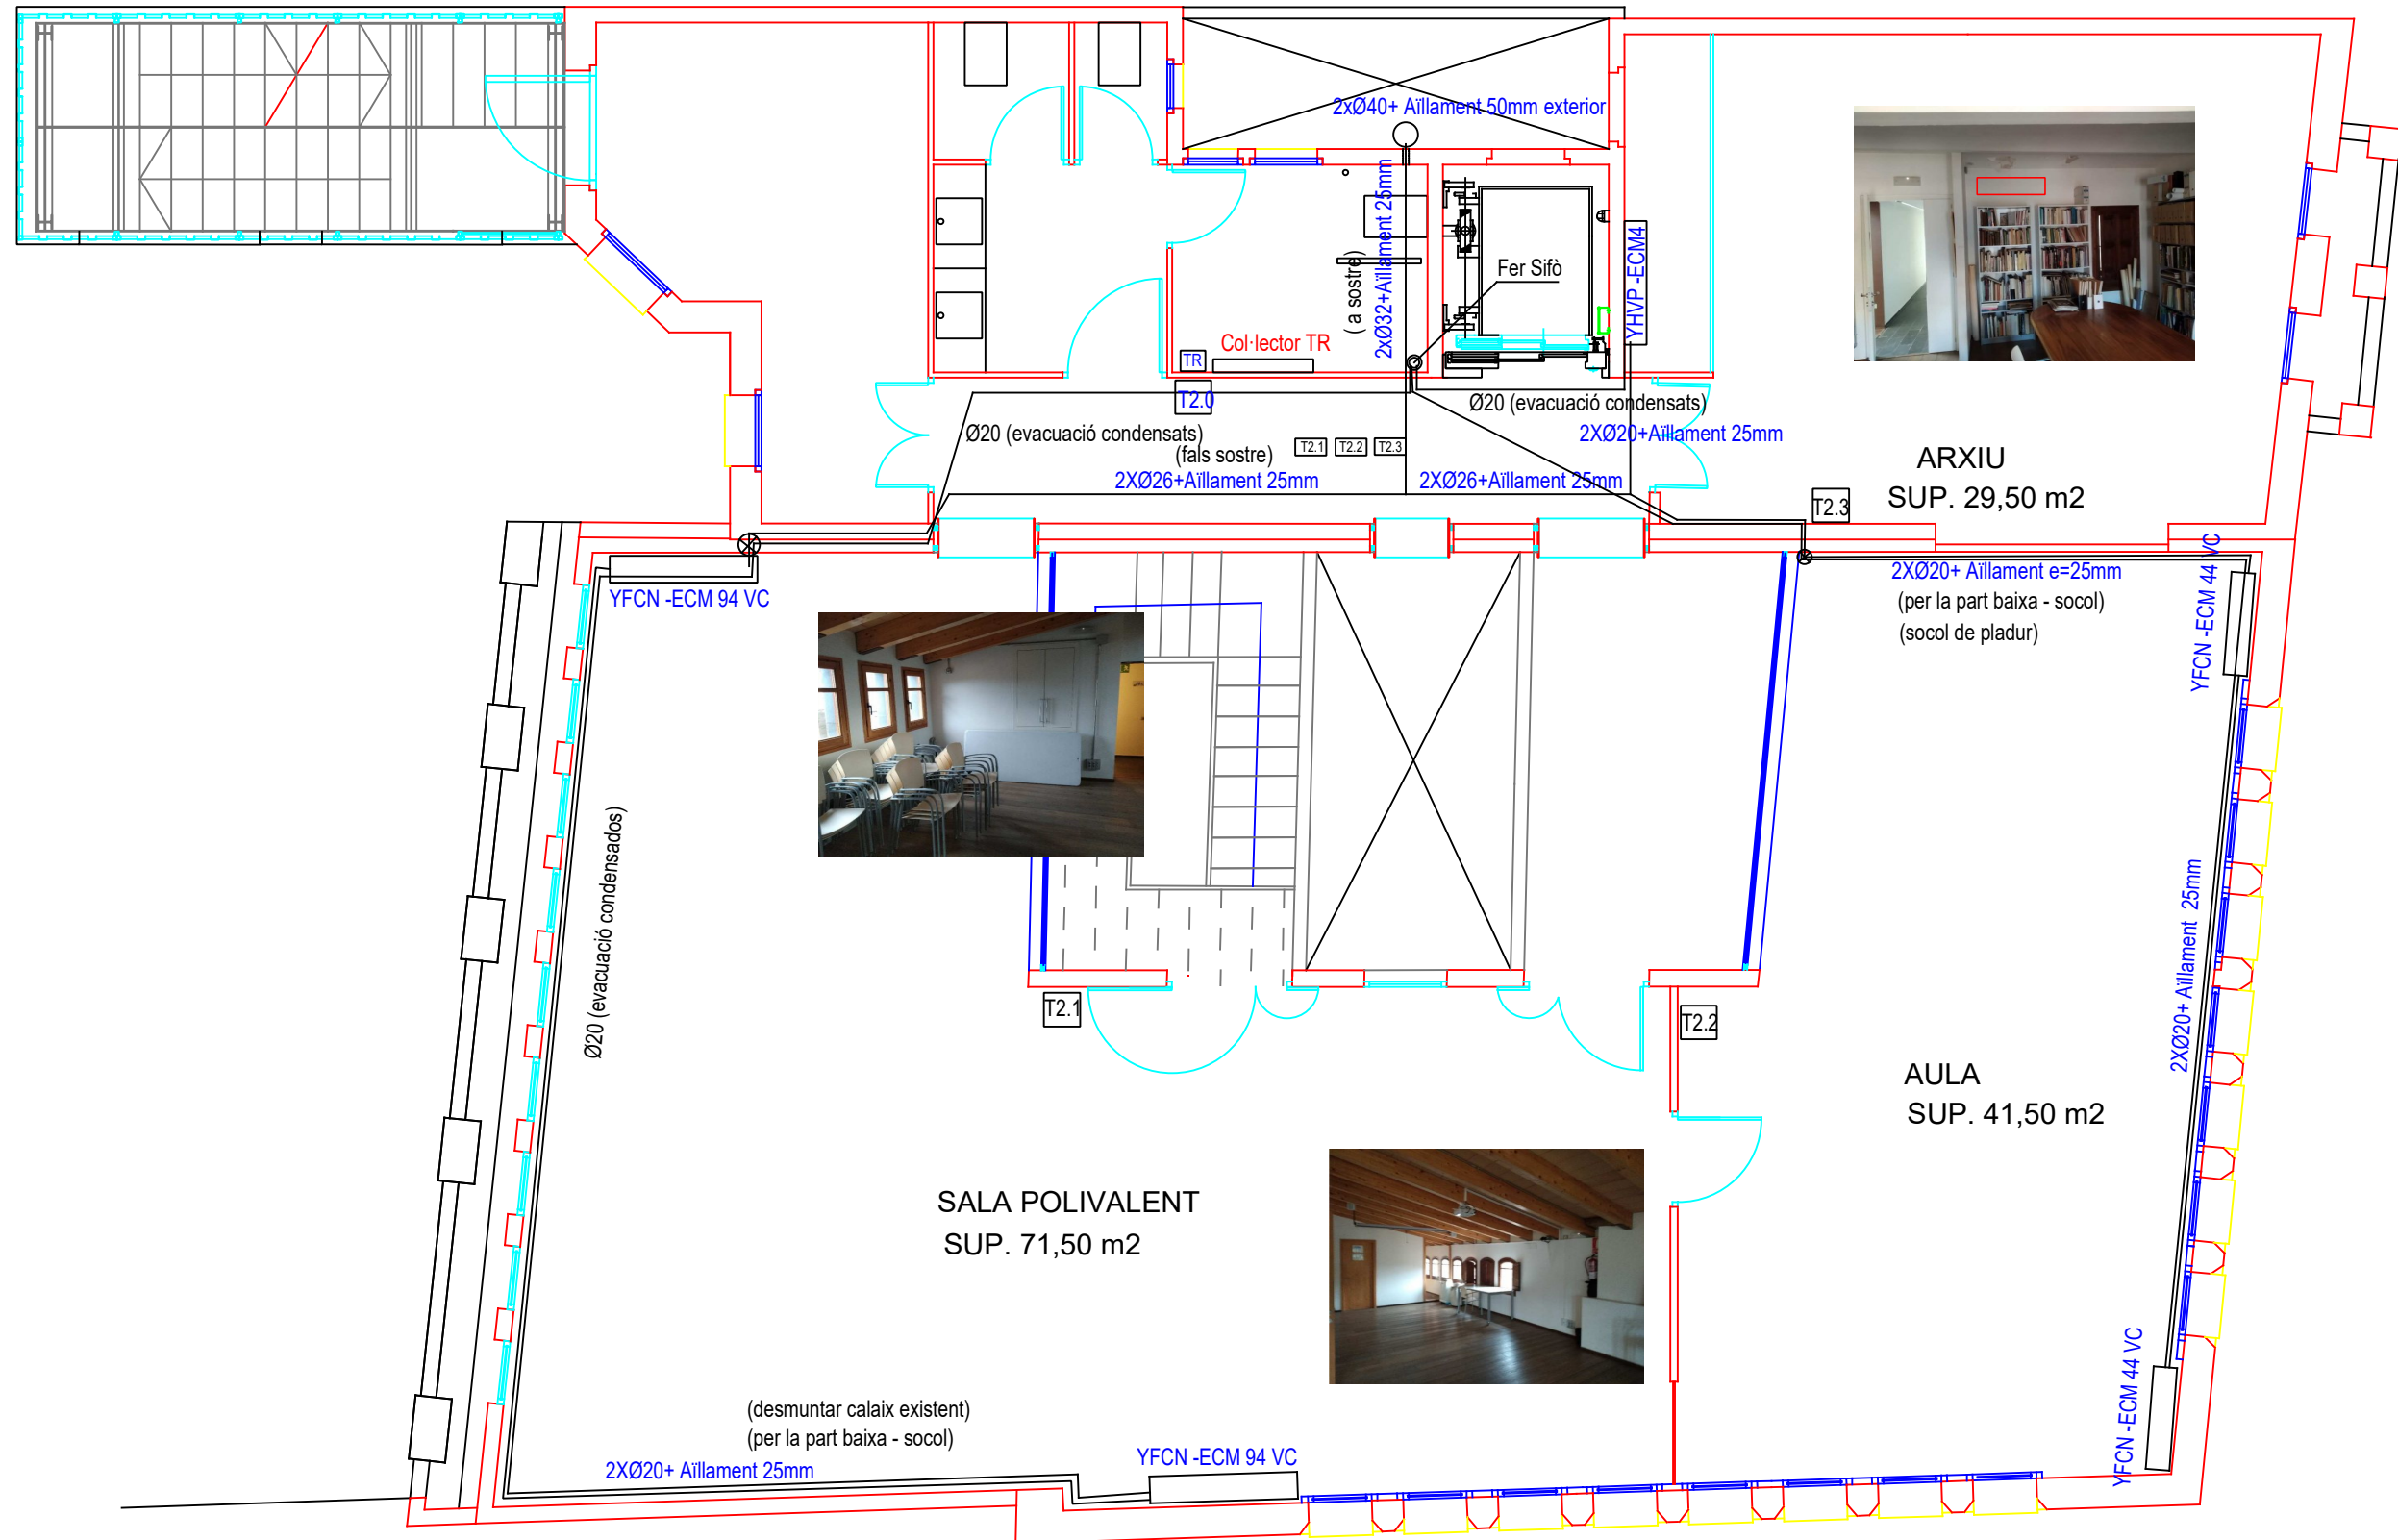 2xØ40+ Aïllament 50mm exterior
( a sostre)
2xØ32+Aïllament 25mm
Fer Sifò
YHVP -ECM4
TR
Col·lector TR
T2.0
Ø20 (evacuació condensats)
Ø20 (evacuació condensats)
(fals sostre)
T2.1
T2.2
T2.3
2XØ20+Aïllament 25mm
2XØ26+Aïllament 25mm
2XØ26+Aïllament 25mm
ARXIU
SUP. 29,50 m2
T2.3
YFCN -ECM 94 VC
2XØ20+ Aïllament e=25mm
(per la part baixa - socol)
(socol de pladur)
YFCN -ECM 44 VC
Ø20 (evacuació condensados)
2XØ20+ Aïllament 25mm
T2.1
T2.2
AULA
SUP. 41,50 m2
SALA POLIVALENT
SUP. 71,50 m2
(desmuntar calaix existent)
(per la part baixa - socol)
2XØ20+ Aïllament 25mm
YFCN -ECM 94 VC
YFCN -ECM 44 VC